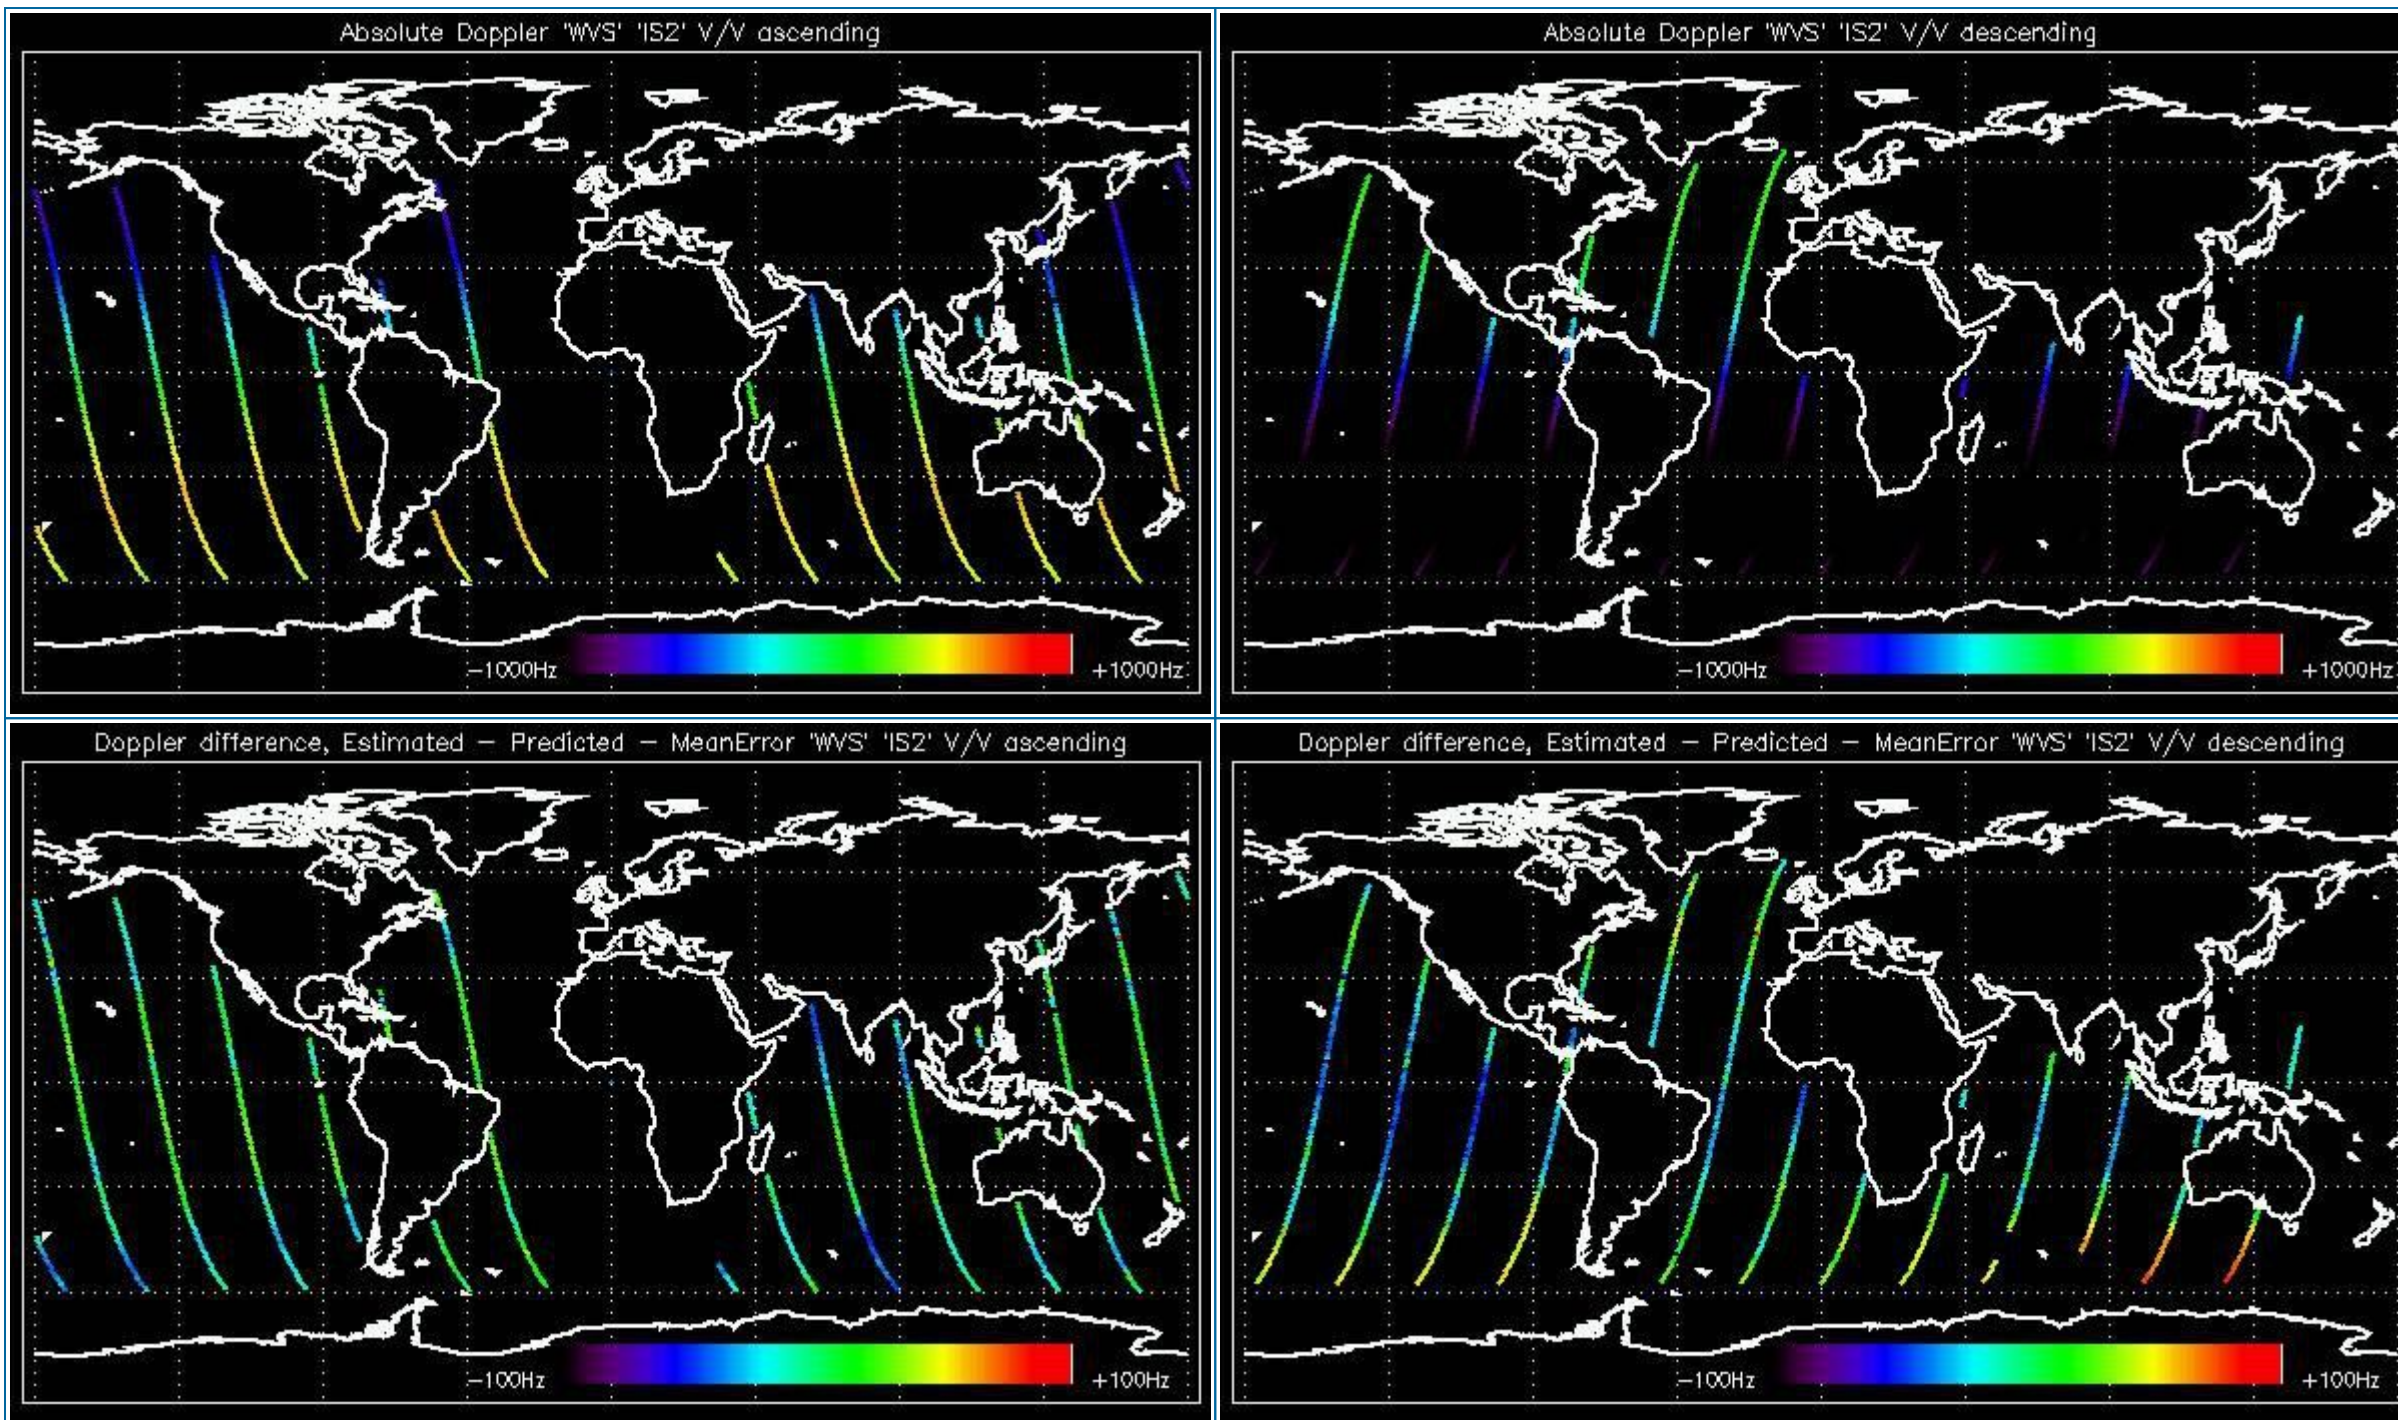 Absolute Doppler 'WVS' 'IS2' V/V ascending
−1000Hz
+1000Hz
Absolute Doppler 'WVS' 'IS2' V/V descending
−1000Hz
+1000Hz
Doppler difference, Estimated − Predicted − MeanError 'WVS' 'IS2' V/V ascending
−100Hz
+100Hz
Doppler difference, Estimated − Predicted − MeanError 'WVS' 'IS2' V/V descending
−100Hz
+100Hz